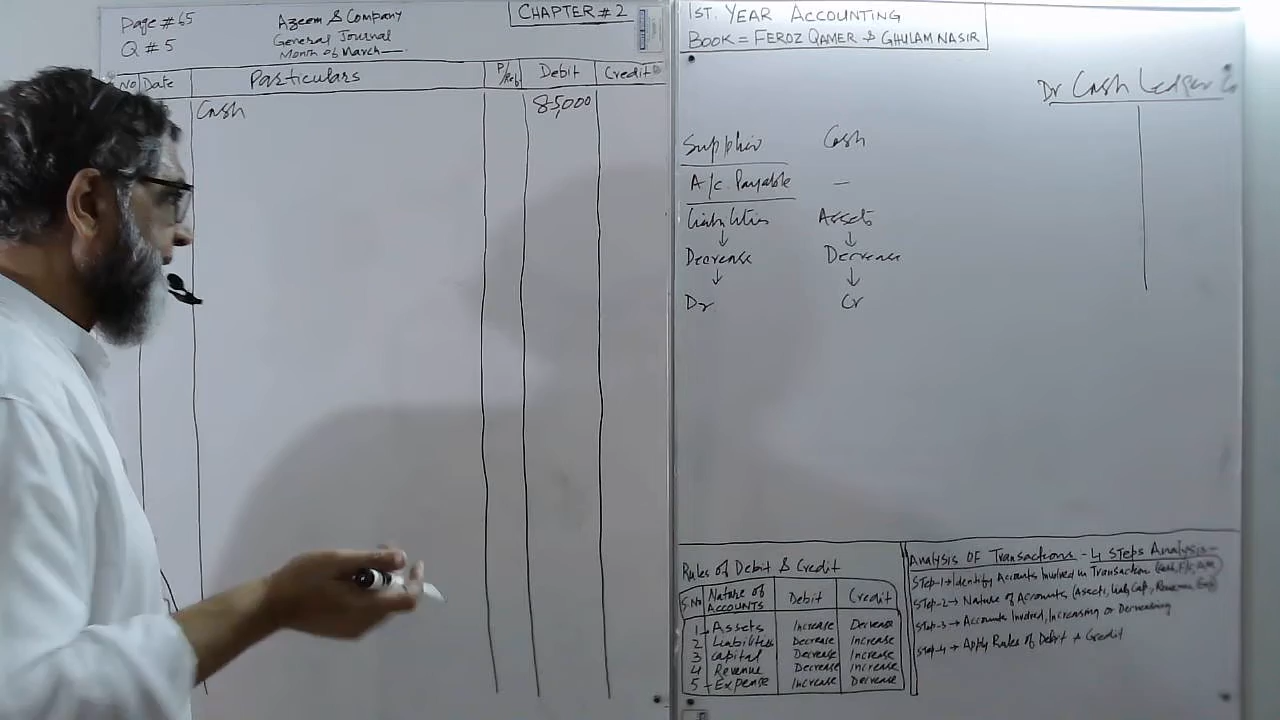 Page # 65
Q # 5
Azeem & Company
General Journal
Month of March
CHAPTER # 2
No Date Particulars P/Ref Debit Credit
Cash 85,000
1ST. YEAR ACCOUNTING
BOOK = FEROZ QAMER & GHULAM NASIR
Dr Cash Ledger
Cash
A/c. Payable —
Liabilities Assets
↓ ↓
Decrease Decrease
↓ ↓
Dr Cr
Rules of Debit & Credit
S.No Nature of ACCOUNTS Debit Credit
1 Assets Increase Decrease
2 Liabilities Decrease Increase
3 Capital Decrease Increase
4 Revenue Decrease Increase
5 Expense Increase Decrease
Analysis OF Transactions - 4 Steps Analysis -
Step-1 → Identify Accounts Involved in Transaction
Step-2 → Nature of Accounts (Assets, Liab, Cap, Revenue, Exp)
Step-3 → Accounts Involved, Increasing or Decreasing
Step-4 → Apply Rules of Debit & Credit